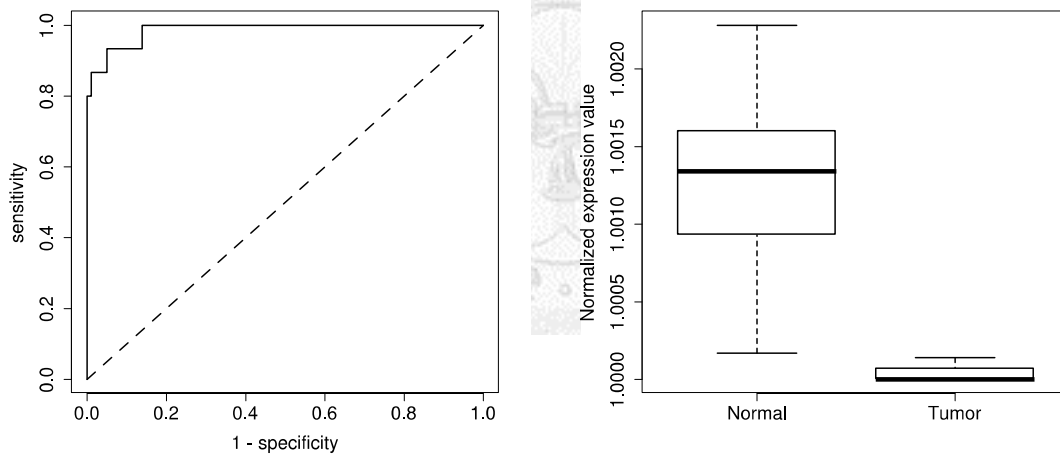 1.0
0.8
0.6
0.4
0.2
0.0
sensitivity
0.0 0.2 0.4 0.6 0.8 1.0
1 - specificity
1.0020
1.0015
1.0010
1.0005
1.0000
Normalized expression value
Normal Tumor